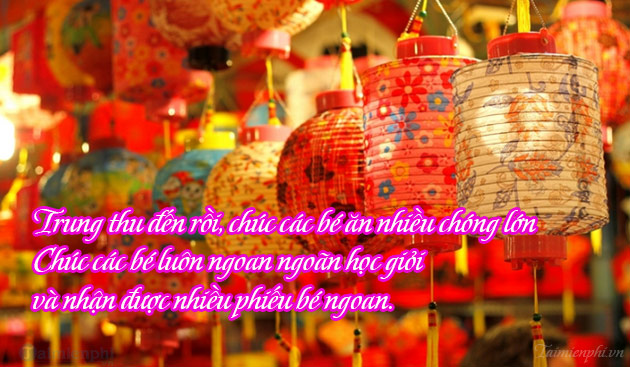 Trung thu đến rồi, chúc các bé ăn nhiều chóng lớn
Chúc các bé luôn ngoan ngoãn học giỏi
và nhận được nhiều phiếu bé ngoan.
Taimienphi
Taimienphi.vn